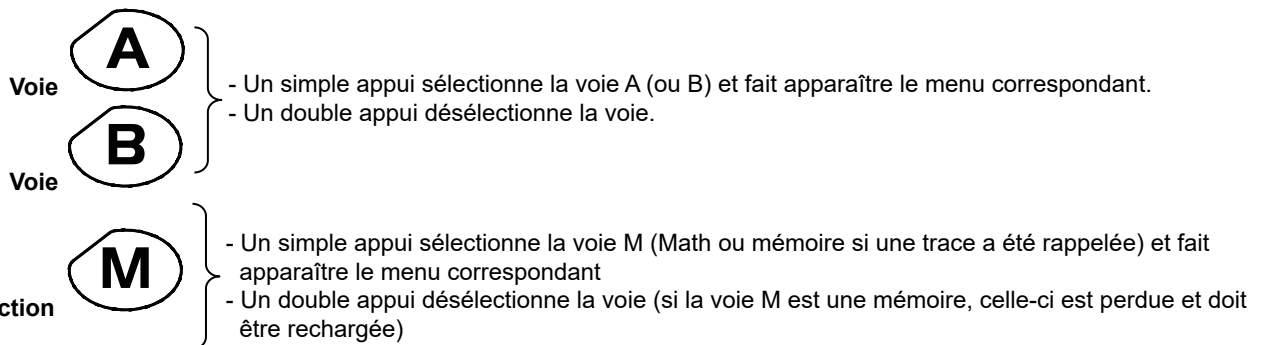 A
Voie
- Un simple appui sélectionne la voie A (ou B) et fait apparaître le menu correspondant.
- Un double appui désélectionne la voie.
B
Voie
- Un simple appui sélectionne la voie M (Math ou mémoire si une trace a été rappelée) et fait
apparaître le menu correspondant
M
- Un double appui désélectionne la voie (si la voie M est une mémoire, celle-ci est perdue et doit
être rechargée)
ction